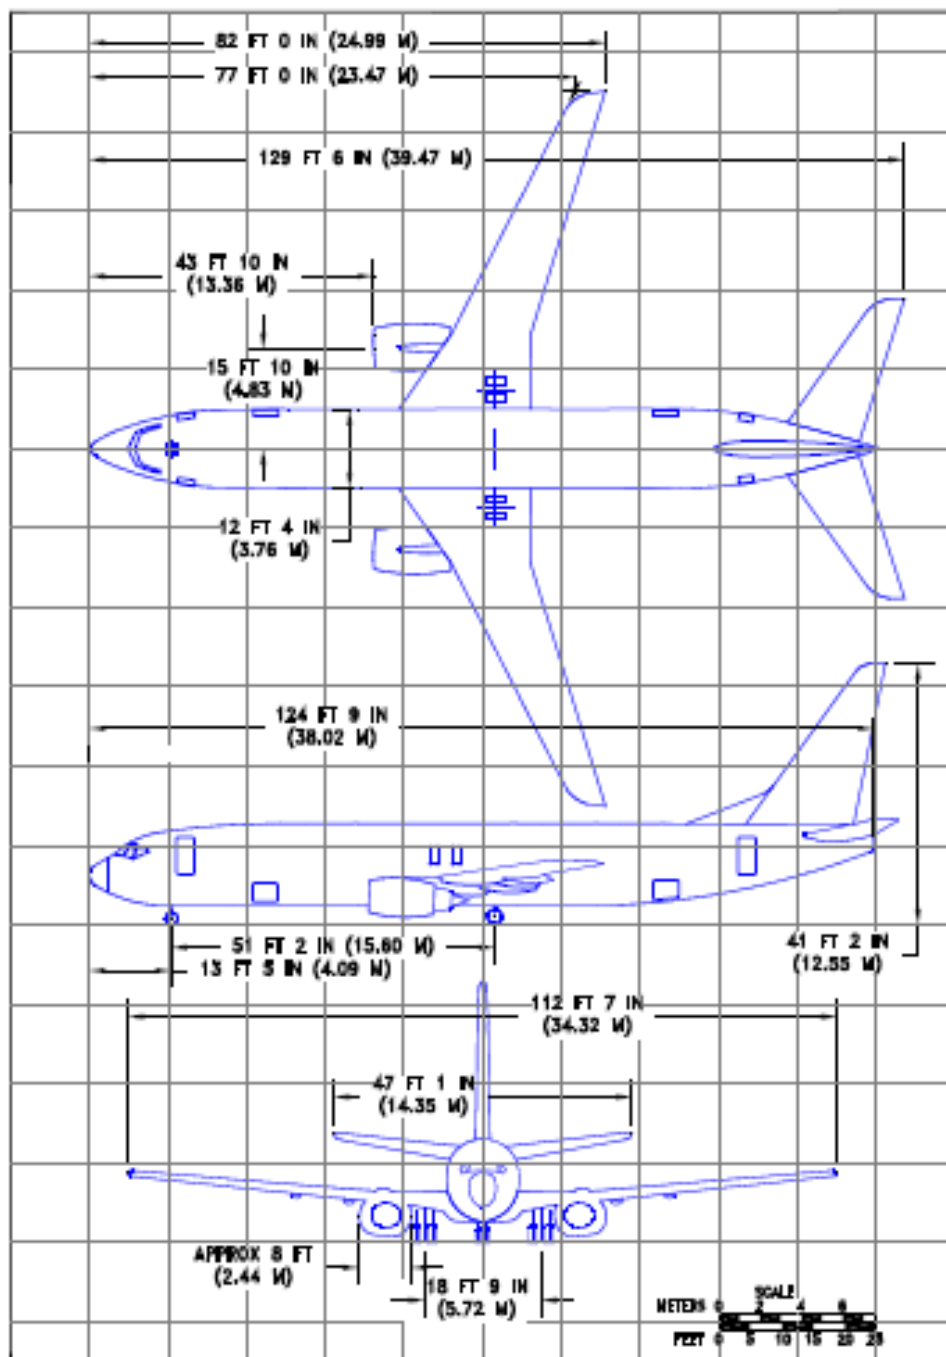 82 FT 0 IN (24.99 M)
77 FT 0 IN (23.47 M)
129 FT 6 IN (39.47 M)
43 FT 10 IN
(13.36 M)
15 FT 10 IN
(4.83 M)
12 FT 4 IN
(3.76 M)
124 FT 9 IN
(38.02 M)
51 FT 2 IN (15.60 M)
13 FT 5 IN (4.09 M)
41 FT 2 IN
(12.55 M)
112 FT 7 IN
(34.32 M)
47 FT 1 IN
(14.35 M)
APPROX 8 FT
(2.44 M)
18 FT 9 IN
(5.72 M)
SCALE
METERS 0 2 4 6
FEET 0 5 10 15 20 25